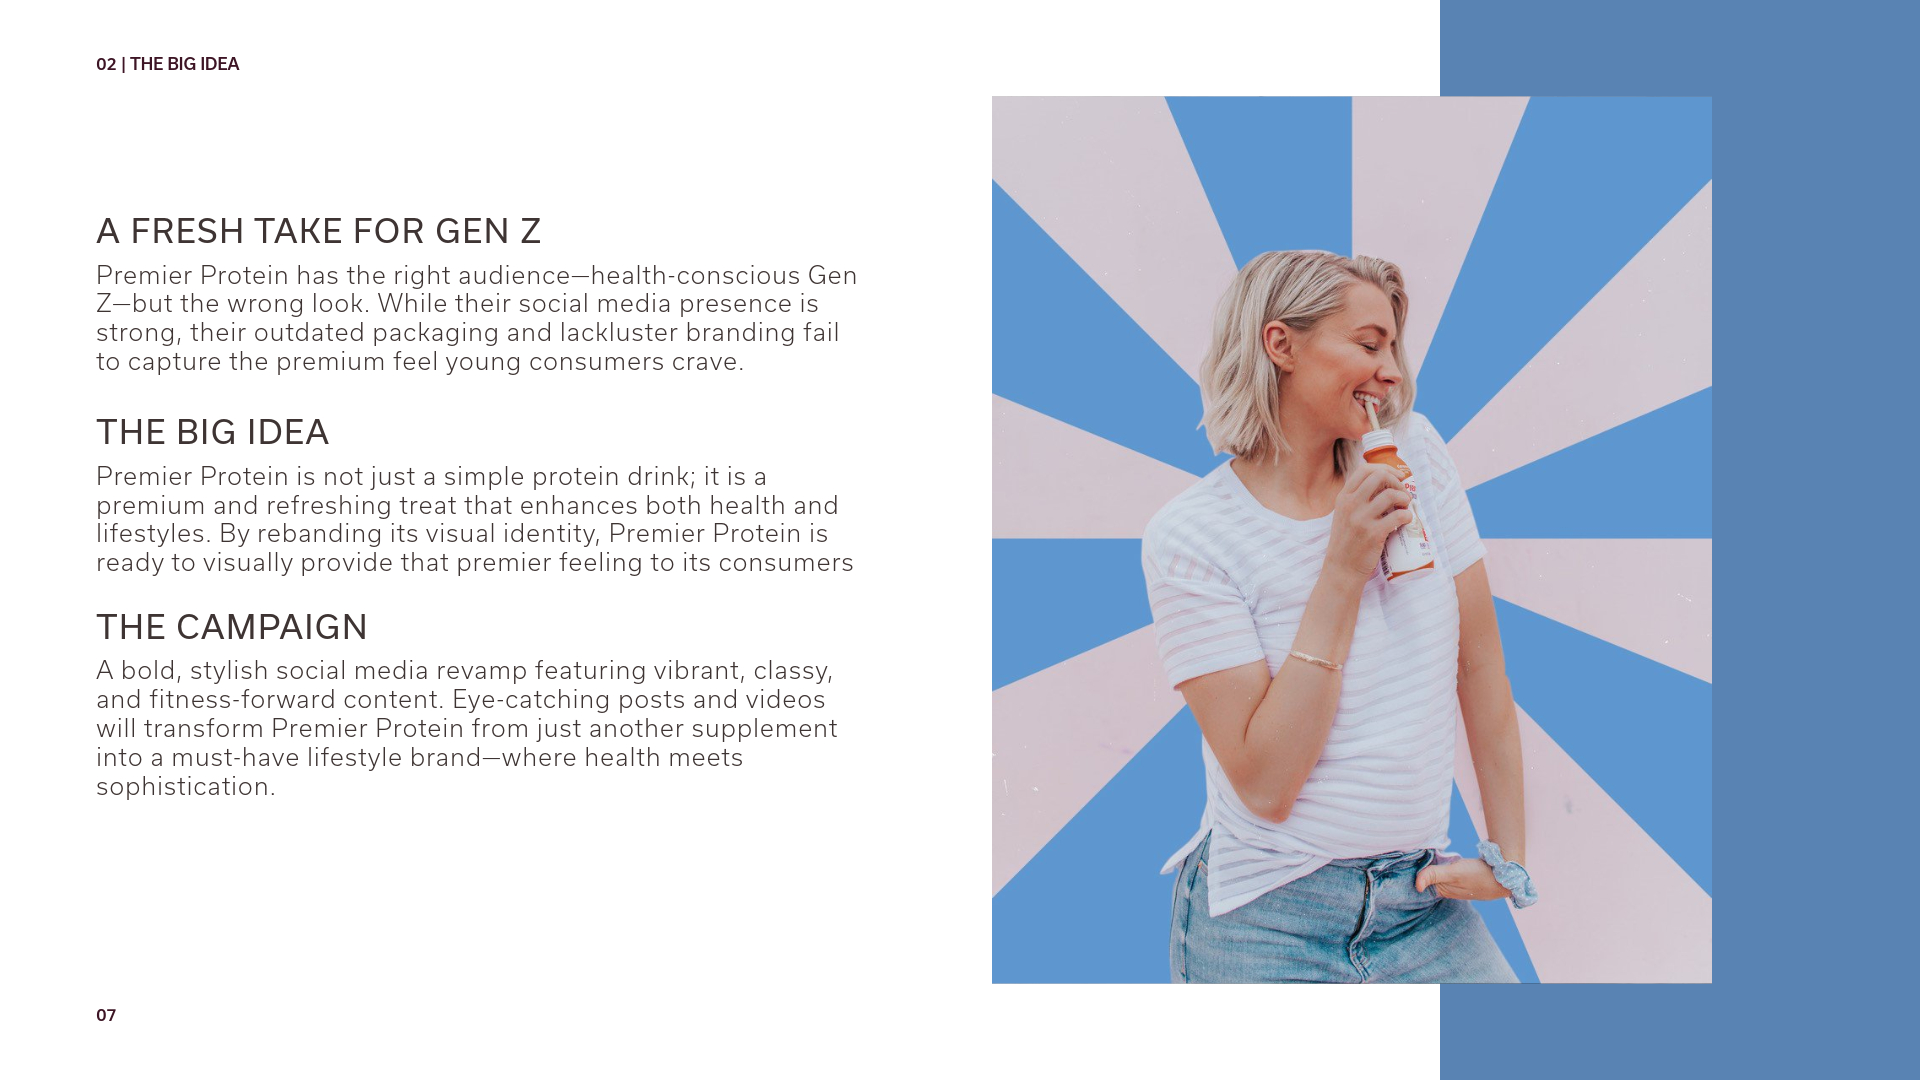 02 | THE BIG IDEA
A FRESH TAKE FOR GEN Z
Premier Protein has the right audience—health-conscious Gen
Z—but the wrong look. While their social media presence is
strong, their outdated packaging and lackluster branding fail
to capture the premium feel young consumers crave.
THE BIG IDEA
Premier Protein is not just a simple protein drink; it is a
premium and refreshing treat that enhances both health and
lifestyles. By rebanding its visual identity, Premier Protein is
ready to visually provide that premier feeling to its consumers
THE CAMPAIGN
A bold, stylish social media revamp featuring vibrant, classy,
and fitness-forward content. Eye-catching posts and videos
will transform Premier Protein from just another supplement
into a must-have lifestyle brand—where health meets
sophistication.
07